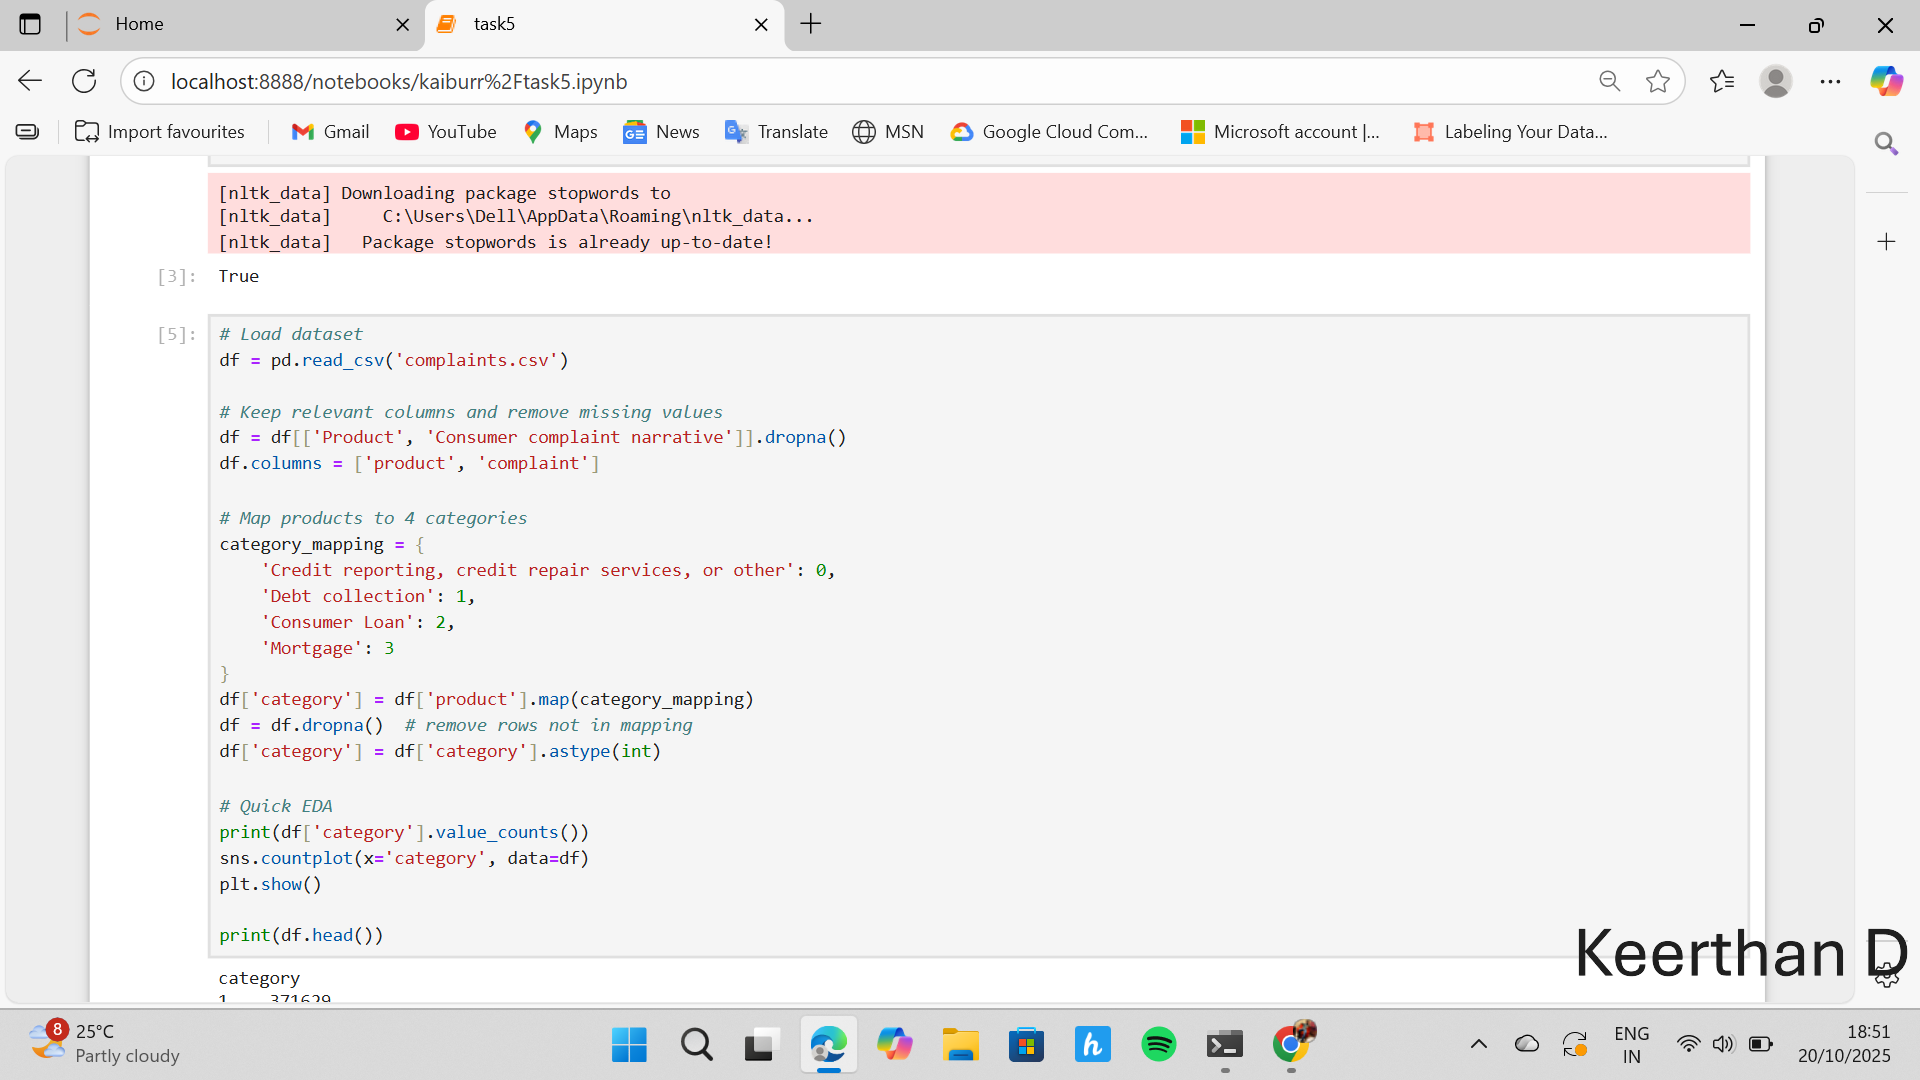 Home
task5
localhost:8888/notebooks/kaiburr%2Ftask5.ipynb
Import favourites
Gmail
YouTube
Maps
News
Translate
MSN
Google Cloud Com...
Microsoft account |...
Labeling Your Data...
[nltk_data] Downloading package stopwords to
[nltk_data]     C:\Users\Dell\AppData\Roaming\nltk_data...
[nltk_data]   Package stopwords is already up-to-date!
[3]: True
[5]: # Load dataset
df = pd.read_csv('complaints.csv')
# Keep relevant columns and remove missing values
df = df[['Product', 'Consumer complaint narrative']].dropna()
df.columns = ['product', 'complaint']
# Map products to 4 categories
category_mapping = {
    'Credit reporting, credit repair services, or other': 0,
    'Debt collection': 1,
    'Consumer Loan': 2,
    'Mortgage': 3
}
df['category'] = df['product'].map(category_mapping)
df = df.dropna()  # remove rows not in mapping
df['category'] = df['category'].astype(int)
# Quick EDA
print(df['category'].value_counts())
sns.countplot(x='category', data=df)
plt.show()
print(df.head())
category
1    371629
Keerthan D
8
25°C
Partly cloudy
ENG
IN
18:51
20/10/2025